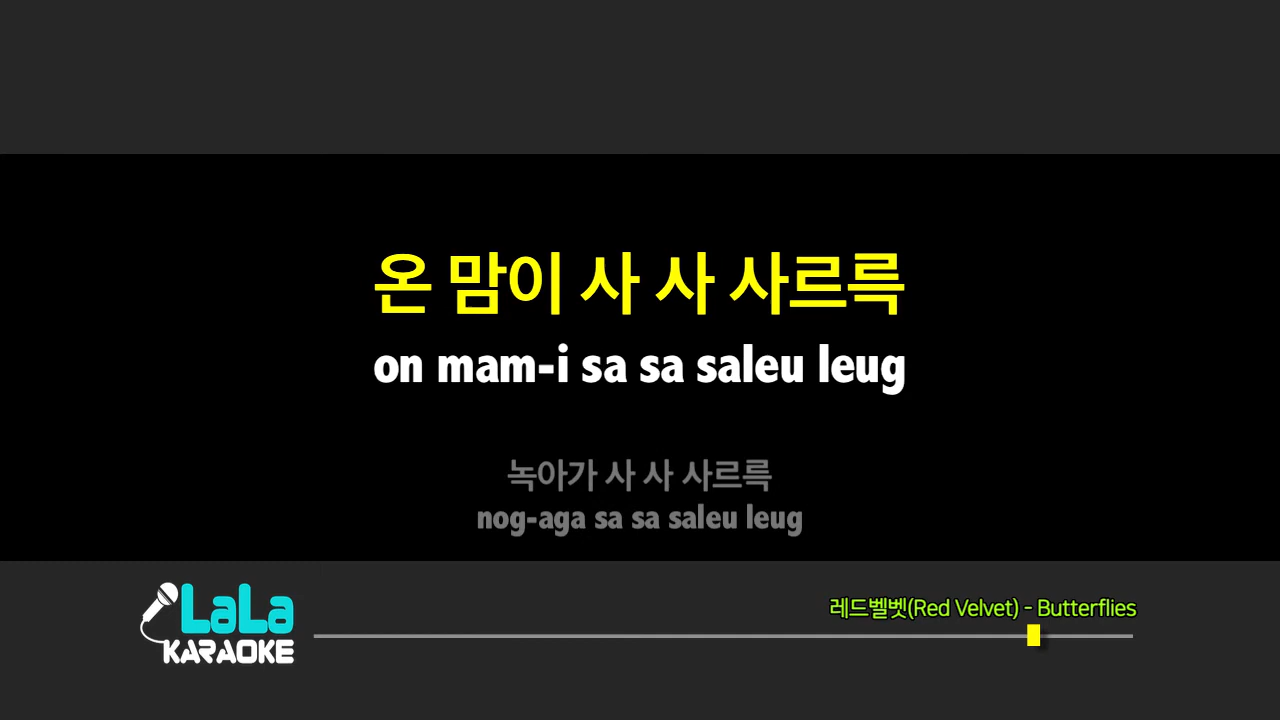 온 맘이 사 사 사르륵
on mam-i sa sa saleu leug
녹아가 사 사 사르륵
nog-aga sa sa saleu leug
LaLa
KARAOKE
레드벨벳(Red Velvet) - Butterflies